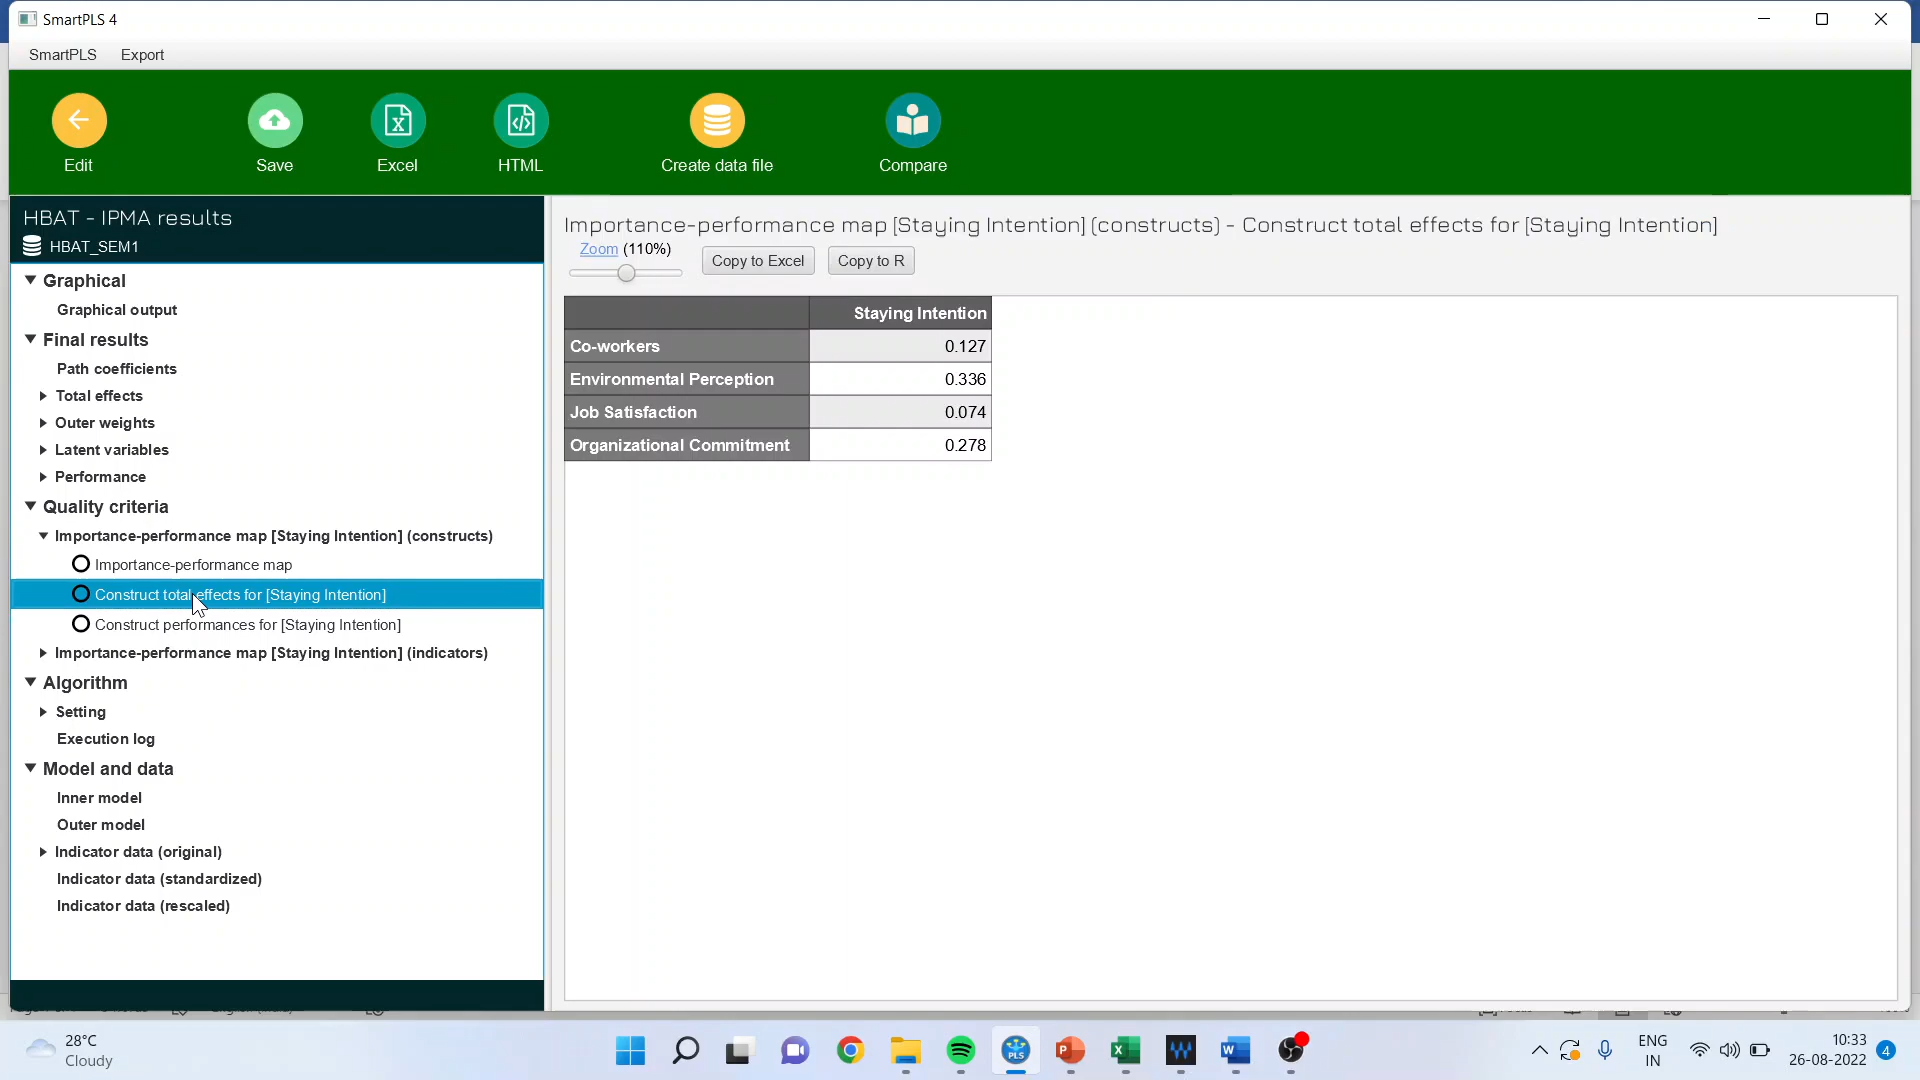 SmartPLS 4
SmartPLS Export
Edit Save Excel HTML Create data file Compare
HBAT - IPMA results
HBAT_SEM1
Graphical
Graphical output
Final results
Path coefficients
Total effects
Outer weights
Latent variables
Performance
Quality criteria
Importance-performance map [Staying Intention] (constructs)
Importance-performance map
Construct total effects for [Staying Intention]
Construct performances for [Staying Intention]
Importance-performance map [Staying Intention] (indicators)
Algorithm
Setting
Execution log
Model and data
Inner model
Outer model
Indicator data (original)
Indicator data (standardized)
Indicator data (rescaled)
Importance-performance map [Staying Intention] (constructs) - Construct total effects for [Staying Intention]
Zoom (110%)
Copy to Excel Copy to R
Staying Intention
Co-workers 0.127
Environmental Perception 0.336
Job Satisfaction 0.074
Organizational Commitment 0.278
28°C
Cloudy
PLS
ENG
IN
10:33
26-08-2022
4